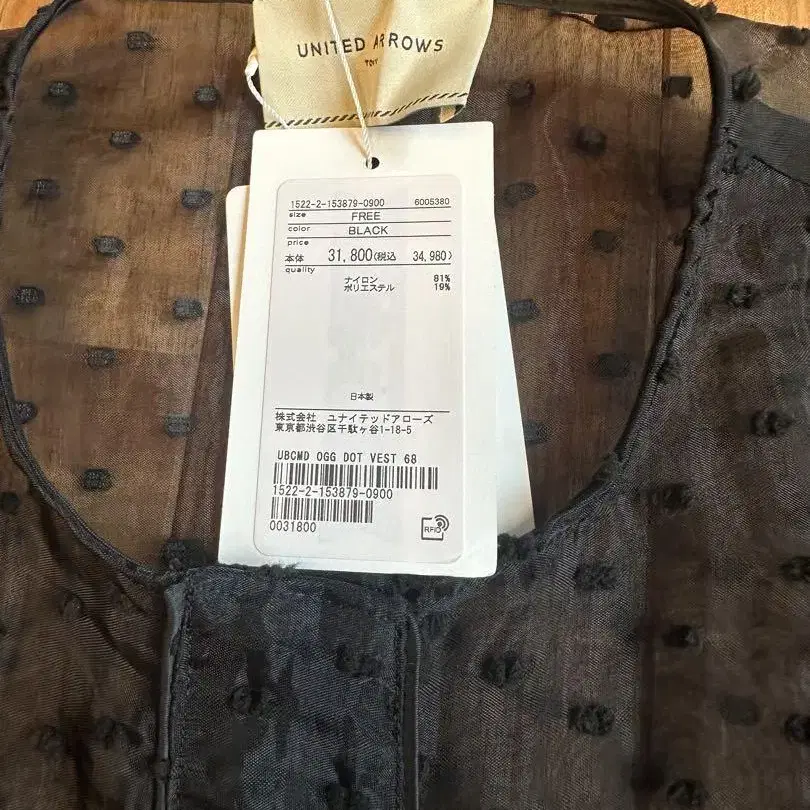 UNITED ARROWS
1522-2-153879-0900 6005380
size FREE
color BLACK
price
本体 31,800(税込 34,980)
quality
ナイロン 81%
ポリエステル 19%
日本製
株式会社 ユナイテッドアローズ
東京都渋谷区千駄ヶ谷1-18-5
UBCMD OGG DOT VEST 68
1522-2-153879-0900
0031800
RFID